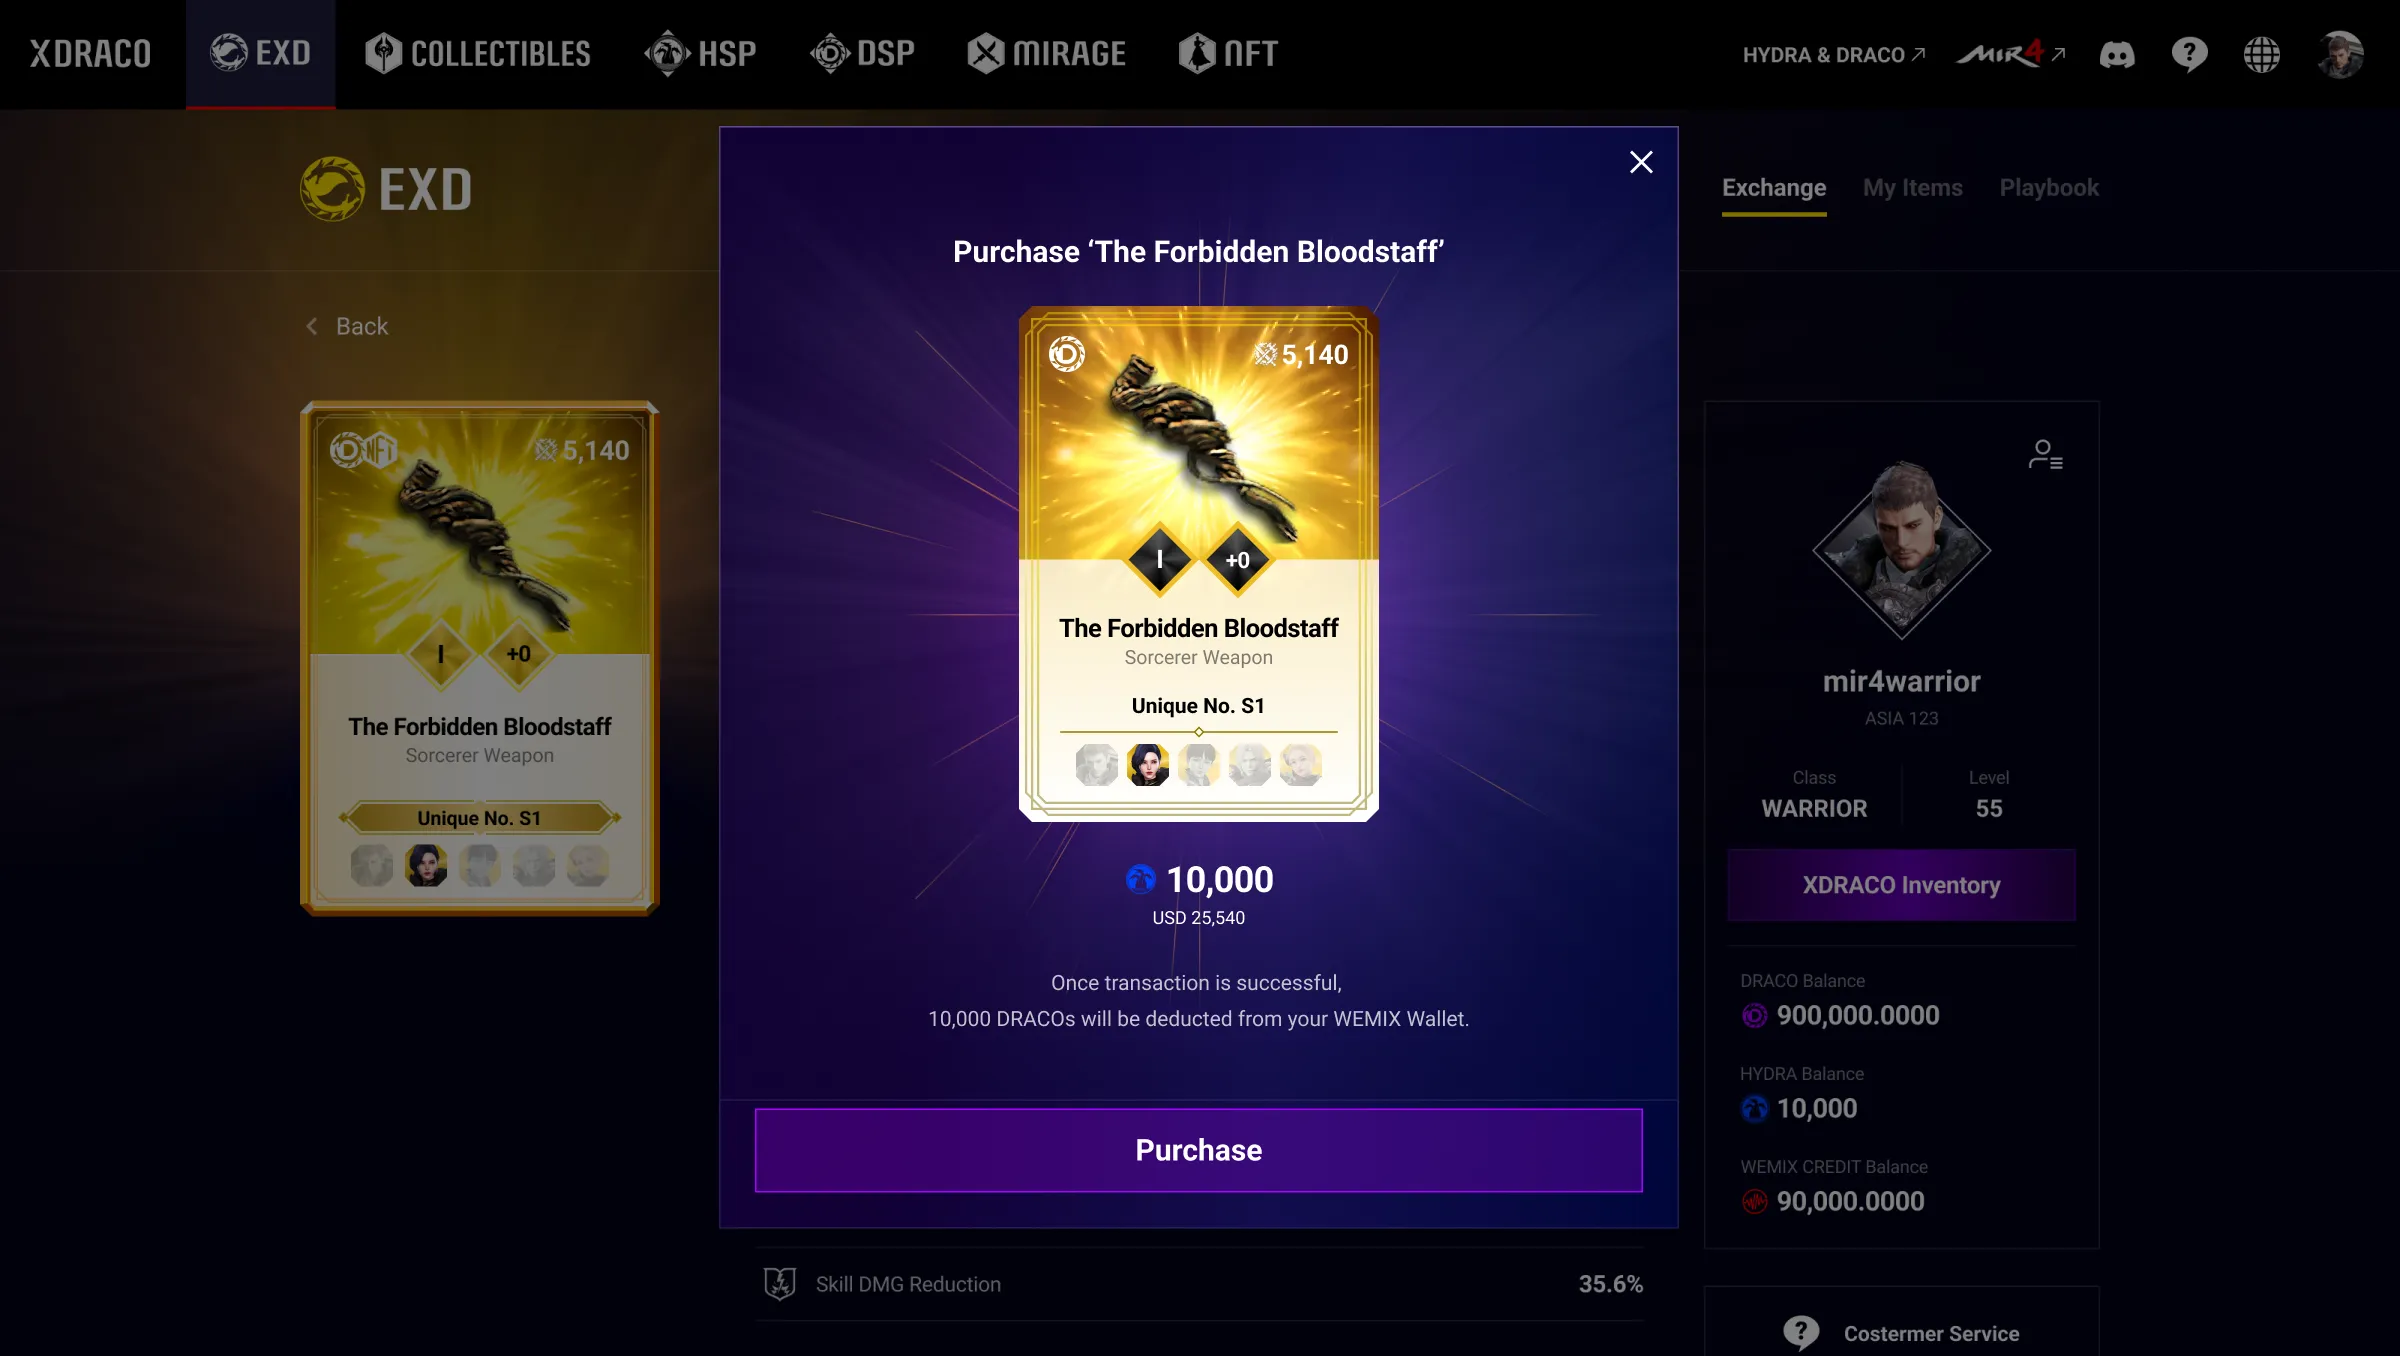 XDRACO
EXD
COLLECTIBLES
HSP
DSP
MIRAGE
NFT
HYDRA & DRACO
MIR4
EXD
Exchange
My Items
Playbook
Back
D NFT
5,140
I
+0
The Forbidden Bloodstaff
Sorcerer Weapon
Unique No. S1
Purchase ‘The Forbidden Bloodstaff’
D
5,140
I
+0
The Forbidden Bloodstaff
Sorcerer Weapon
Unique No. S1
10,000
USD 25,540
Once transaction is successful,
10,000 DRACOs will be deducted from your WEMIX Wallet.
Purchase
Skill DMG Reduction
35.6%
mir4warrior
ASIA 123
Class
Level
WARRIOR
55
XDRACO Inventory
DRACO Balance
900,000.0000
HYDRA Balance
10,000
WEMIX CREDIT Balance
90,000.0000
Costermer Service